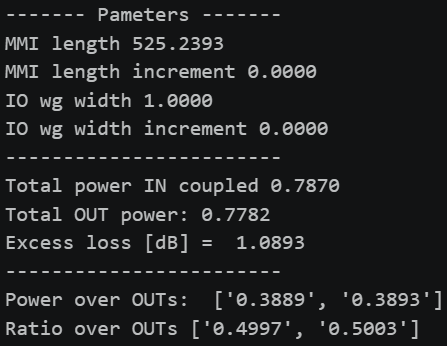 ------- Pameters -------
MMI length 525.2393
MMI length increment 0.0000
IO wg width 1.0000
IO wg width increment 0.0000
------------------------
Total power IN coupled 0.7870
Total OUT power: 0.7782
Excess loss [dB] =  1.0893
------------------------
Power over OUTs:  ['0.3889', '0.3893']
Ratio over OUTs ['0.4997', '0.5003']